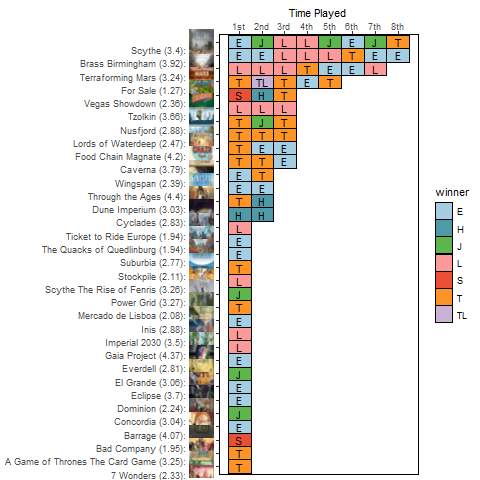 Time Played
1st 2nd 3rd 4th 5th 6th 7th 8th
Scythe (3.4): E J L L J E J T
Brass Birmingham (3.92): E E L L L T E E
Terraforming Mars (3.24): L L L T E E L
For Sale (1.27): T TL T E T
Vegas Showdown (2.36): S H T
Tzolkin (3.66): L L L
Nusfjord (2.88): T J T
Lords of Waterdeep (2.47): T T T
Food Chain Magnate (4.2): T E E
Caverna (3.79): T T E
Wingspan (2.39): E T
Through the Ages (4.4): E E
Dune Imperium (3.03): T H
Cyclades (2.83): H H
Ticket to Ride Europe (1.94): L
The Quacks of Quedlinburg (1.94): E
Suburbia (2.77): E
Stockpile (2.11): T
Scythe The Rise of Fenris (3.26): L
Power Grid (3.27): J
Mercado de Lisboa (2.08): T
Inis (2.88): E
Imperial 2030 (3.5): L
Gaia Project (4.37): L
Everdell (2.81): E
El Grande (3.06): J
Eclipse (3.7): E
Dominion (2.24): E
Concordia (3.04): J
Barrage (4.07): E
Bad Company (1.95): S
A Game of Thrones The Card Game (3.25): T
7 Wonders (2.33): T
winner
E
H
J
L
S
T
TL